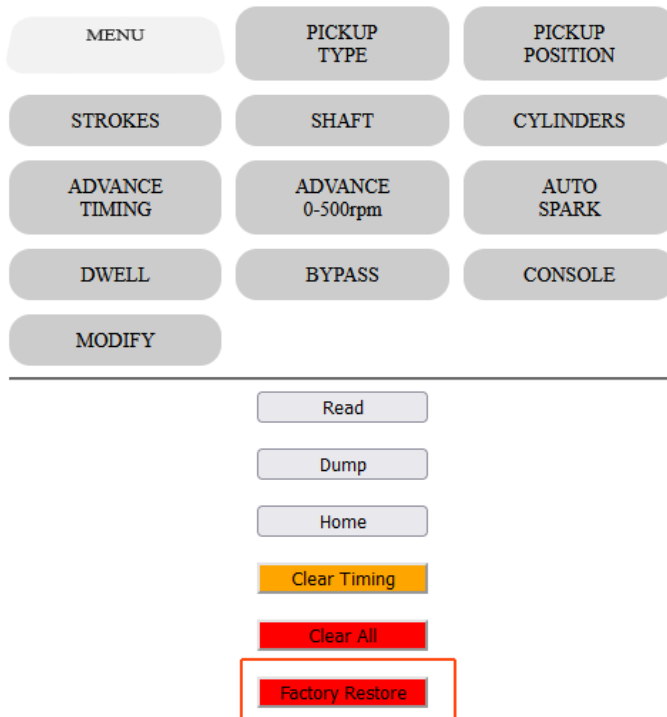 MENU
PICKUP
TYPE
PICKUP
POSITION
STROKES
SHAFT
CYLINDERS
ADVANCE
TIMING
ADVANCE
0-500rpm
AUTO
SPARK
DWELL
BYPASS
CONSOLE
MODIFY
Read
Dump
Home
Clear Timing
Clear All
Factory Restore